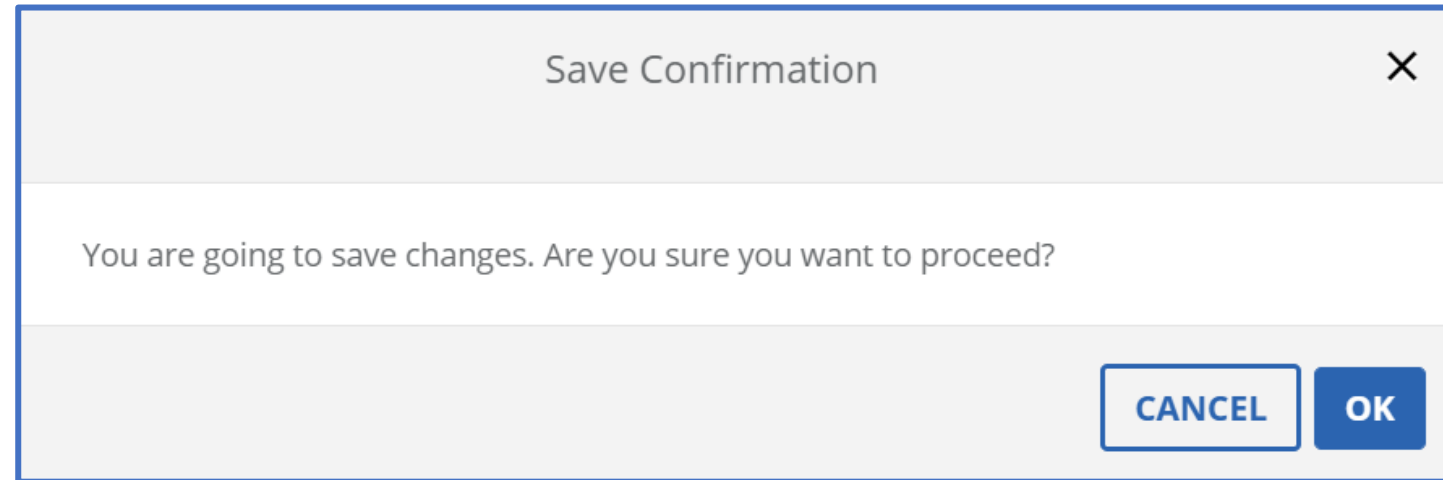 Save Confirmation
You are going to save changes. Are you sure you want to proceed?
CANCEL OK